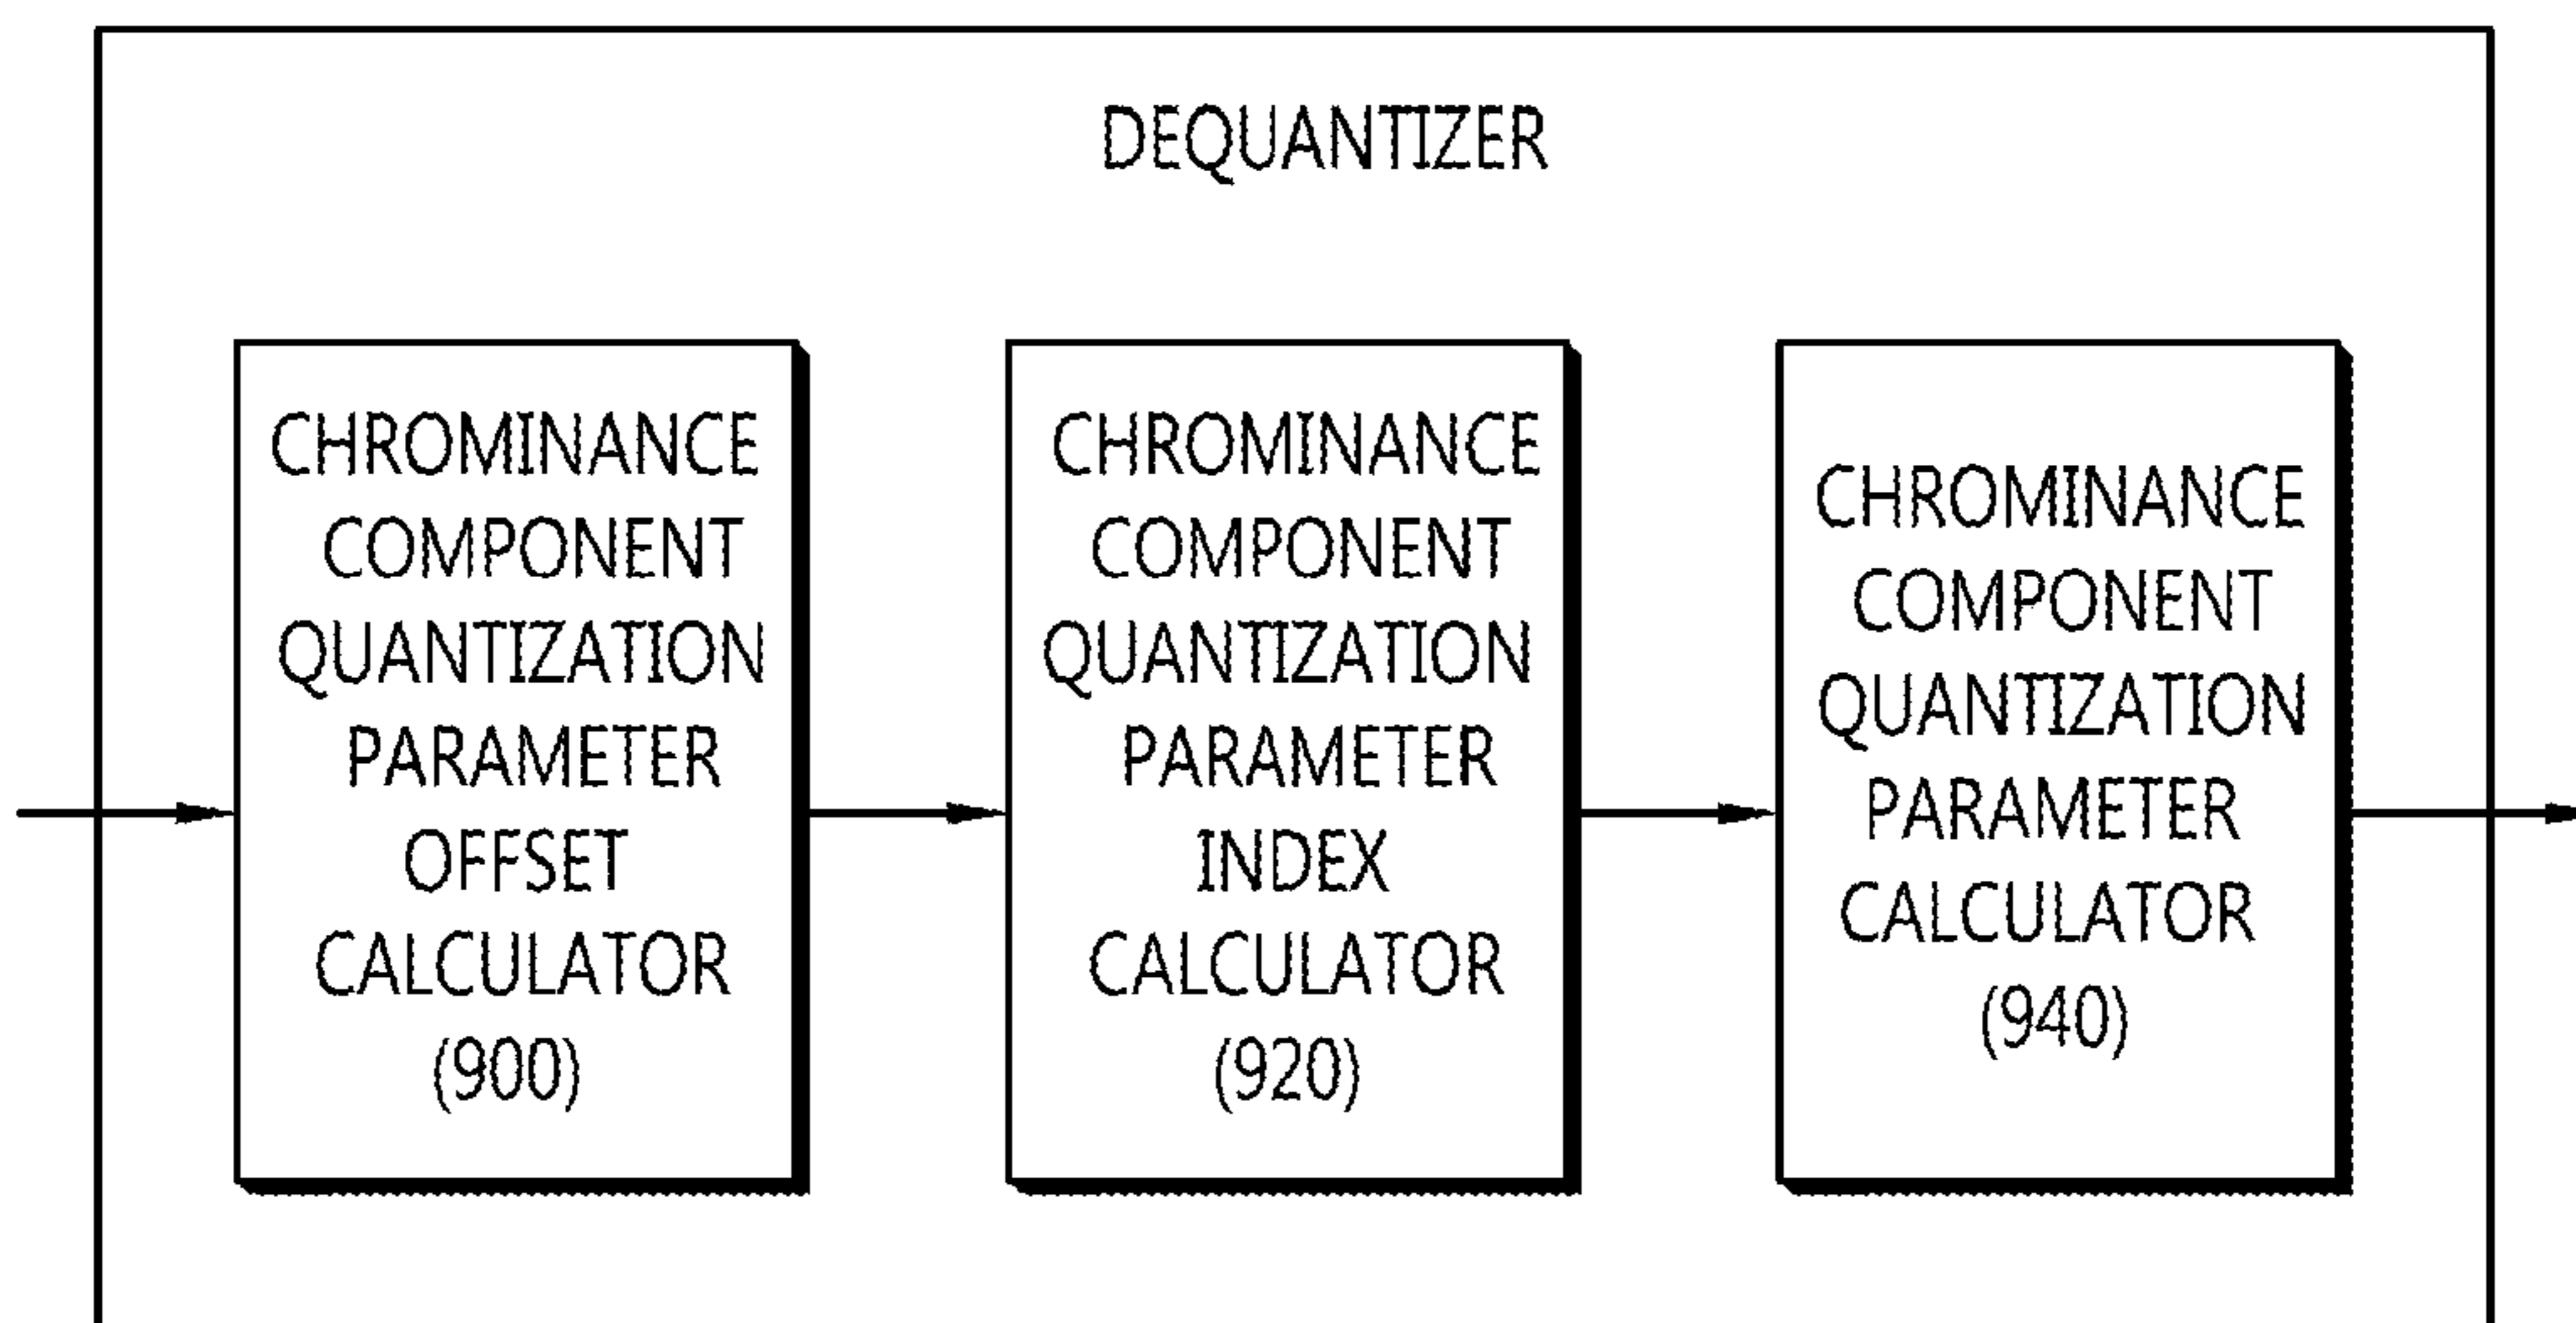 DEQUANTIZER
CHROMINANCE
COMPONENT
QUANTIZATION
PARAMETER
OFFSET
CALCULATOR
(900)
CHROMINANCE
COMPONENT
QUANTIZATION
PARAMETER
INDEX
CALCULATOR
(920)
CHROMINANCE
COMPONENT
QUANTIZATION
PARAMETER
CALCULATOR
(940)